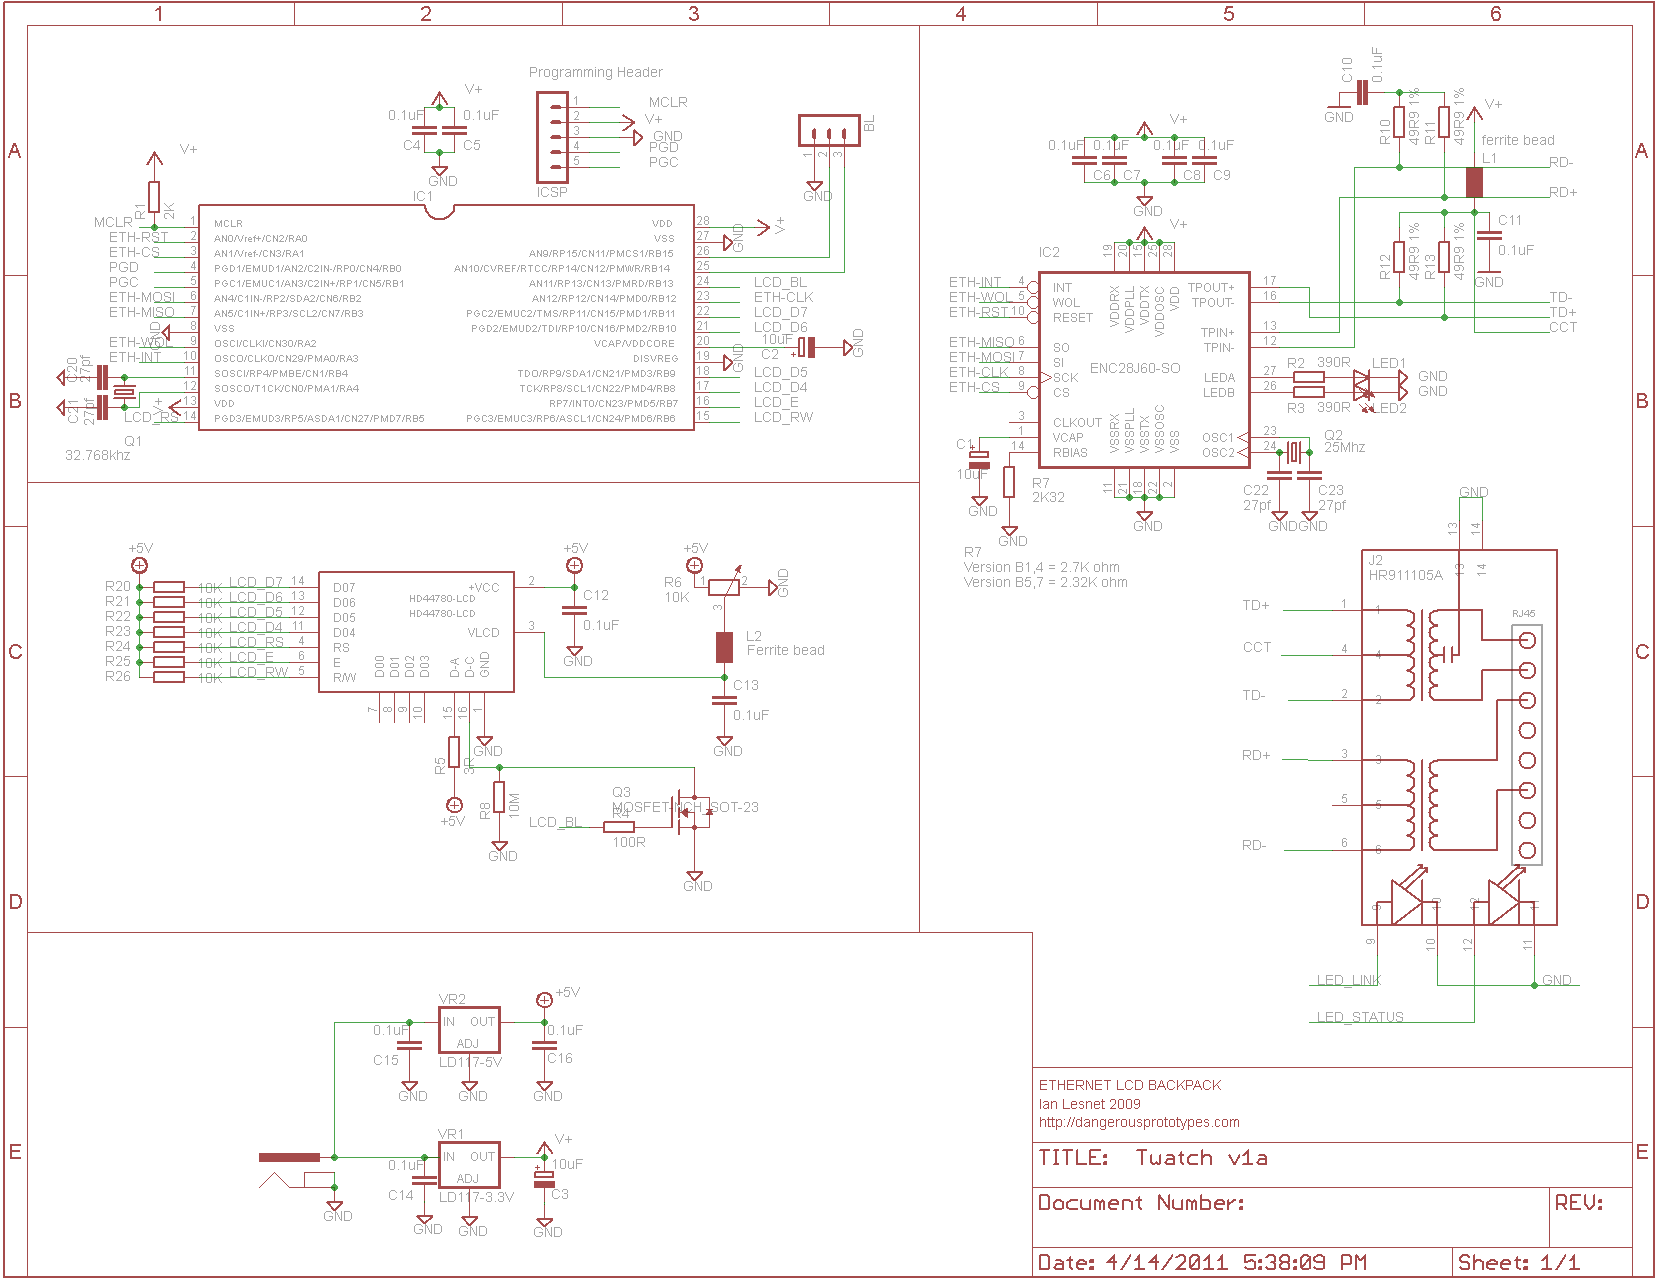 1 2 3 4 5 6
A
B
C
D
E
A
B
C
D
E
Programming Header
V+
0.1uF 0.1uF
C4 C5
GND
1 MCLR
2 V+
3 GND
4 PGD
5 PGC
ICSP
BL
1 2 3
GND
V+
R1
2K
IC1
MCLR 1 MCLR
ETH-RST 2 AN0/Vref+/CN2/RA0
ETH-CS 3 AN1/Vref-/CN3/RA1
PGD 4 PGD1/EMUD1/AN2/C2IN-/RP0/CN4/RB0
PGC 5 PGC1/EMUC1/AN3/C2IN+/RP1/CN5/RB1
ETH-MOSI 6 AN4/C1IN-/RP2/SDA2/CN6/RB2
ETH-MISO 7 AN5/C1IN+/RP3/SCL2/CN7/RB3
GND 8 VSS
ETH-WOL 9 OSCI/CLKI/CN30/RA2
ETH-INT 10 OSCO/CLKO/CN29/PMA0/RA3
11 SOSCI/RP4/PMBE/CN1/RB4
12 SOSCO/T1CK/CN0/PMA1/RA4
V+ 13 VDD
LCD_RS 14 PGD3/EMUD3/RP5/ASDA1/CN27/PMD7/RB5
C20 27pf
C21 27pf
Q1
32.768khz
VDD 28 V+
VSS 27 GND
AN9/RP15/CN11/PMCS1/RB15 26
AN10/CVREF/RTCC/RP14/CN12/PMWR/RB14 25
AN11/RP13/CN13/PMRD/RB13 24 LCD_BL
AN12/RP12/CN14/PMD0/RB12 23 ETH-CLK
PGC2/EMUC2/TMS/RP11/CN15/PMD1/RB11 22 LCD_D7
PGD2/EMUD2/TDI/RP10/CN16/PMD2/RB10 21 LCD_D6
VCAP/VDDCORE 20 10uF C2 + GND
DISVREG 19 GND
TDO/RP9/SDA1/CN21/PMD3/RB9 18 LCD_D5
TCK/RP8/SCL1/CN22/PMD4/RB8 17 LCD_D4
RP7/INT0/CN23/PMD5/RB7 16 LCD_E
PGC3/EMUC3/RP6/ASCL1/CN24/PMD6/RB6 15 LCD_RW
V+
0.1uF 0.1uF 0.1uF 0.1uF
C6 C7 C8 C9
GND
V+
IC2
19 20 15 25 28
VDDRX VDDPLL VDDTX VDDOSC VDD
ETH-INT 4 INT
ETH-WOL 5 WOL
ETH-RST 10 RESET
ETH-MISO 6 SO
ETH-MOSI 7 SI
ETH-CLK 8 SCK
ETH-CS 9 CS
3 CLKOUT
1 VCAP
14 RBIAS
ENC28J60-SO
VSSRX VSSPLL VSSTX VSSOSC VSS
11 21 18 22 2
GND
TPOUT+ 17
TPOUT- 16
TPIN+ 13
TPIN- 12
LEDA 27 R2 390R LED1 GND
LEDB 26 R3 390R LED2 GND
OSC1 23
OSC2 24
Q2
25Mhz
C22 C23
27pf 27pf
GND GND
C1 +
10uF
GND
R7
2K32
GND
R7
Version B1,4 = 2.7K ohm
Version B5,7 = 2.32K ohm
C10
0.1uF
GND
R10 49R9 1%
R11 49R9 1%
V+
ferrite bead
L1
RD-
RD+
R12 49R9 1%
R13 49R9 1%
C11
0.1uF
GND
TD-
TD+
CCT
+5V
R20 10K LCD_D7 14 D07
R21 10K LCD_D6 13 D06
R22 10K LCD_D5 12 D05
R23 10K LCD_D4 11 D04
R24 10K LCD_RS 4 RS
R25 10K LCD_E 6 E
R26 10K LCD_RW 5 R/W
HD44780-LCD
HD44780-LCD
+VCC 2
VLCD 3
D00 D01 D02 D03 D-A D-C GND
7 8 9 10 15 16 1
GND
+5V
C12
0.1uF
GND
+5V
R6
10K
1 2 3
GND
L2
Ferrite bead
C13
0.1uF
GND
R5
3R
+5V
R8
10M
GND
Q3
MOSFET-NCH_SOT-23
LCD_BL
R4
100R
GND
GND
13 14
J2
HR911105A
13 14
RJ45
TD+ 1 1
CCT 4 4
TD- 2 2
RD+ 3 3
5 5
RD- 6 6
9 10 12 11
9 10 12 11
LED_LINK
GND
LED_STATUS
VR2
IN OUT
ADJ
LD117-5V
0.1uF
C15
GND
GND
+5V
0.1uF
C16
GND
VR1
IN OUT
ADJ
LD117-3.3V
0.1uF
C14
GND
GND
V+
+
10uF
C3
GND
GND
ETHERNET LCD BACKPACK
Ian Lesnet 2009
http://dangerousprototypes.com
TITLE: Twatch v1a
Document Number:
REV:
Date: 4/14/2011 5:38:09 PM
Sheet: 1/1